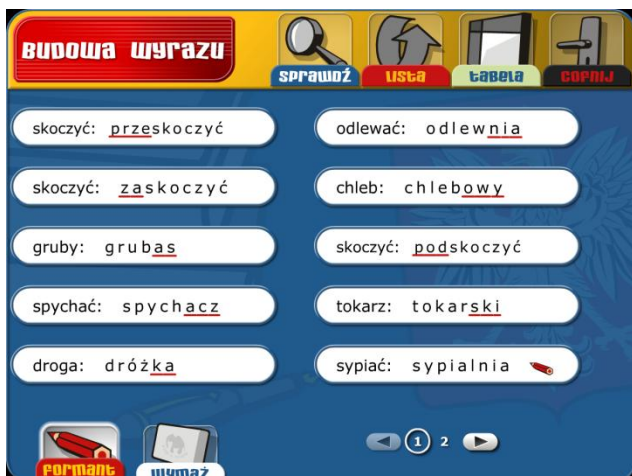 Budowa wyrazu
sprawdź
lista
tabela
cofnij
skoczyć: przeskoczyć
odlewać: odlewnia
skoczyć: zaskoczyć
chleb: chlebowy
gruby: grubas
skoczyć: podskoczyć
spychać: spychacz
tokarz: tokarski
droga: dróżka
sypiać: sypialnia
formant
wymaż
1 2